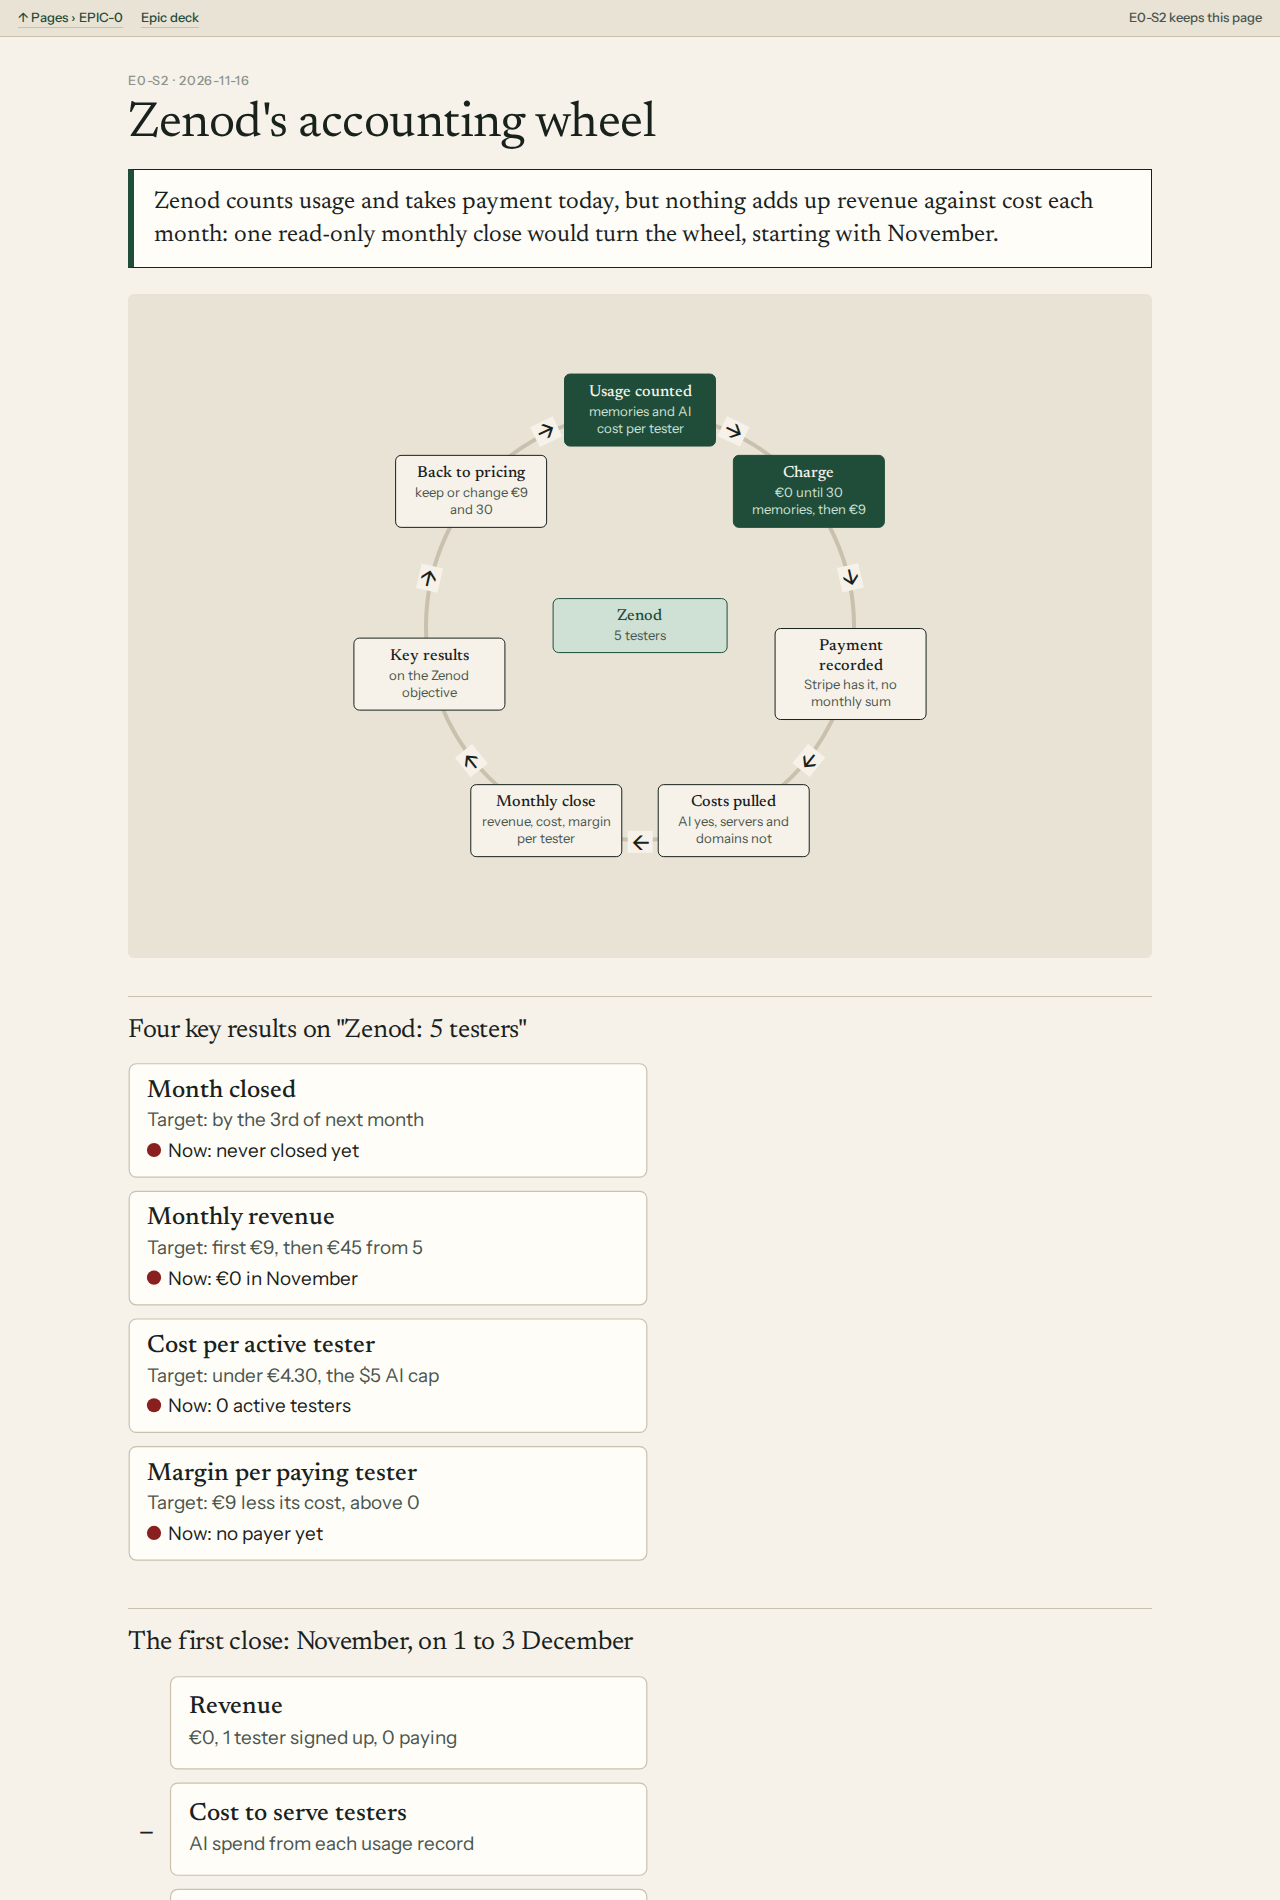 ↑ Pages › EPIC-0 Epic deck E0-S2 keeps this page
E0-S2 · 2026-11-16
Zenod's accounting wheel
Zenod counts usage and takes payment today, but nothing adds up revenue against cost each
month: one read-only monthly close would turn the wheel, starting with November.
Usage counted
memories and AI
cost per tester
Charge
€0 until 30
memories, then €9
Payment
recorded
Stripe has it, no
monthly sum
Costs pulled
AI yes, servers and
domains not
Monthly close
revenue, cost, margin
per tester
Key results
on the Zenod
objective
Back to pricing
keep or change €9
and 30
Zenod
5 testers
Four key results on "Zenod: 5 testers"
Month closed
Target: by the 3rd of next month
Now: never closed yet
Monthly revenue
Target: first €9, then €45 from 5
Now: €0 in November
Cost per active tester
Target: under €4.30, the $5 AI cap
Now: 0 active testers
Margin per paying tester
Target: €9 less its cost, above 0
Now: no payer yet
The first close: November, on 1 to 3 December
Revenue
€0, 1 tester signed up, 0 paying
–
Cost to serve testers
AI spend from each usage record